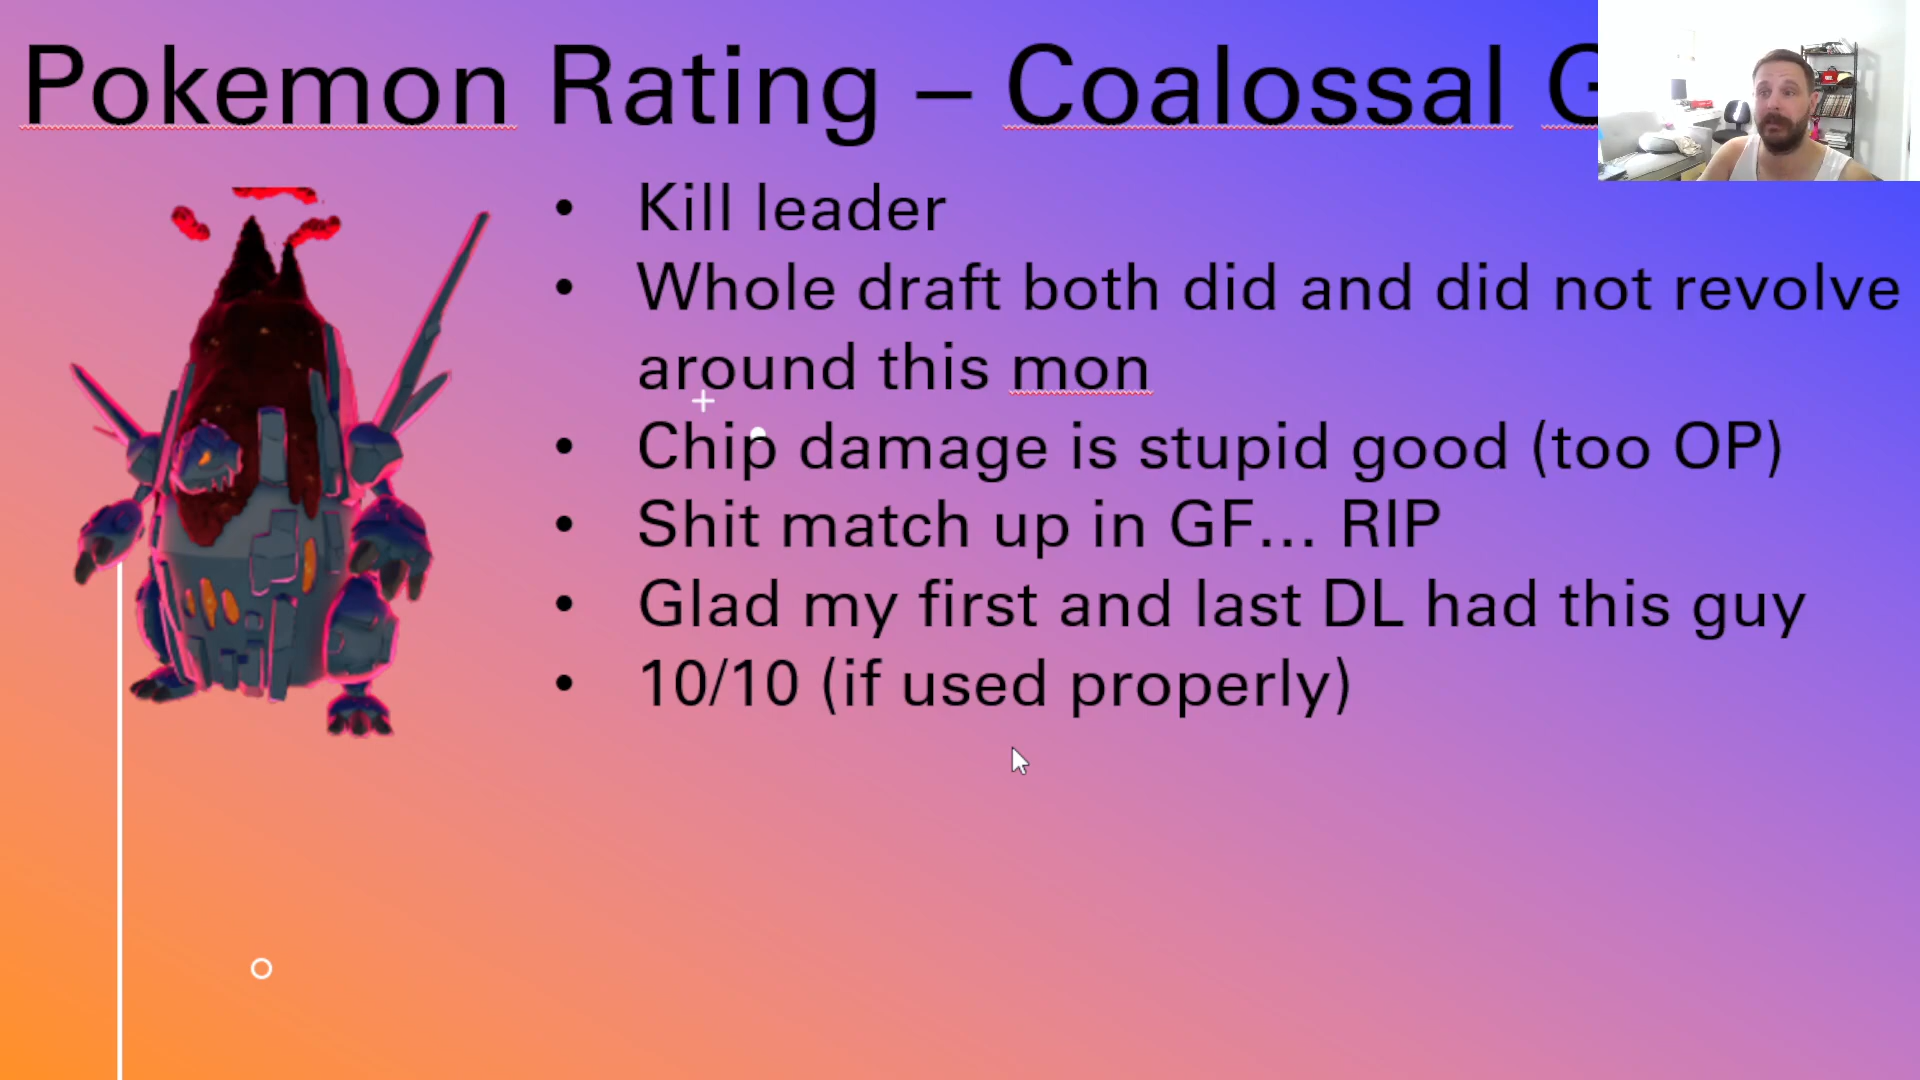 Pokemon Rating – Coalossal G
• Kill leader
• Whole draft both did and did not revolve
around this mon
• Chip damage is stupid good (too OP)
• Shit match up in GF... RIP
• Glad my first and last DL had this guy
• 10/10 (if used properly)